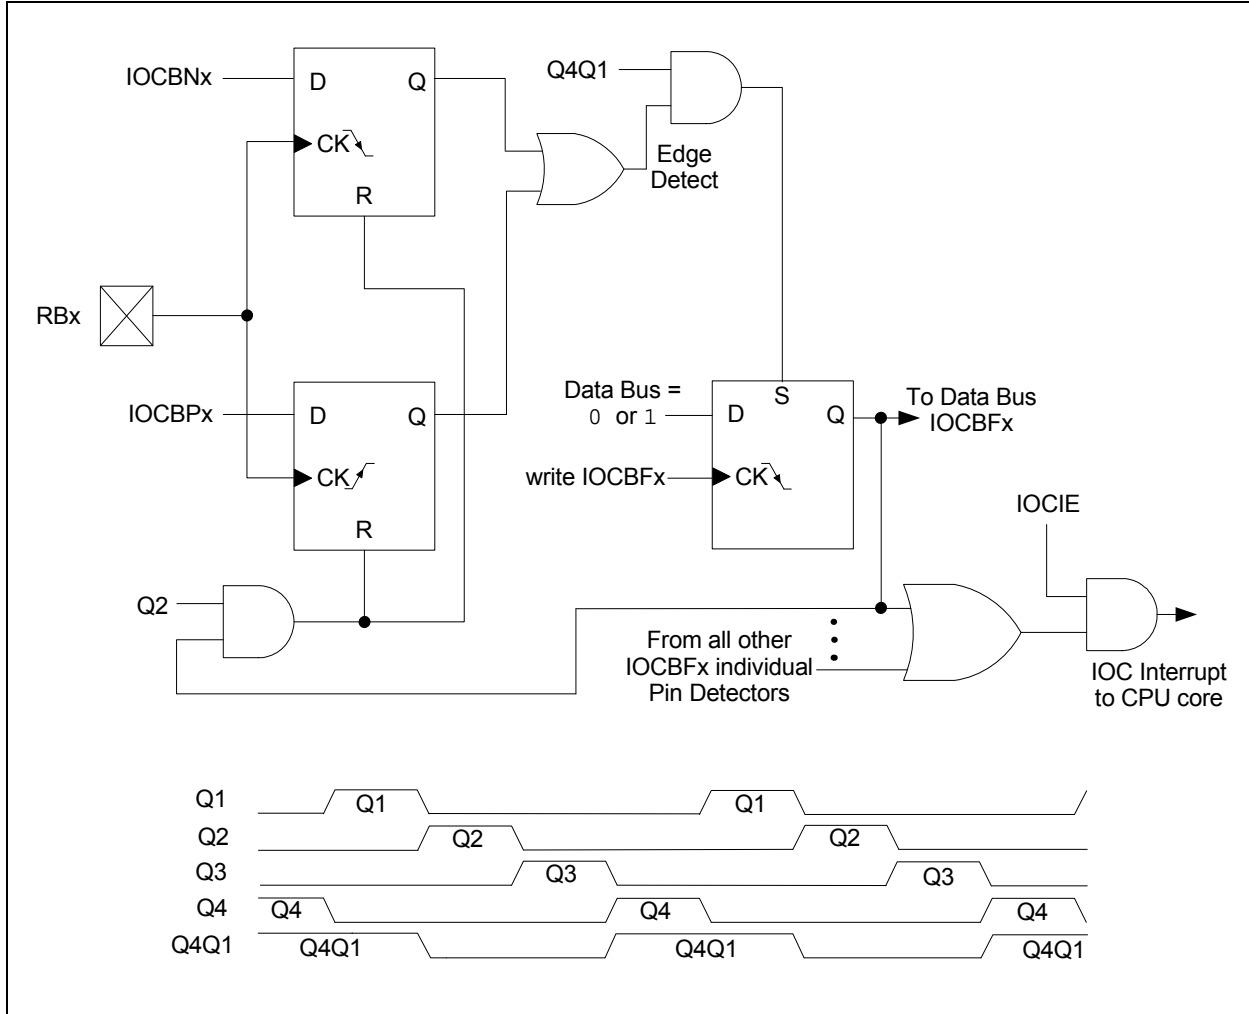 IOCBNx
D
Q
CK
R
Q4Q1
Edge
Detect
RBx
IOCBPx
D
Q
CK
R
Data Bus =
0 or 1
S
D
Q
To Data Bus
IOCBFx
write IOCBFx
CK
IOCIE
Q2
From all other
IOCBFx individual
Pin Detectors
IOC Interrupt
to CPU core
Q1 Q1 Q1
Q2 Q2 Q2
Q3 Q3 Q3
Q4 Q4 Q4 Q4
Q4Q1 Q4Q1 Q4Q1 Q4Q1